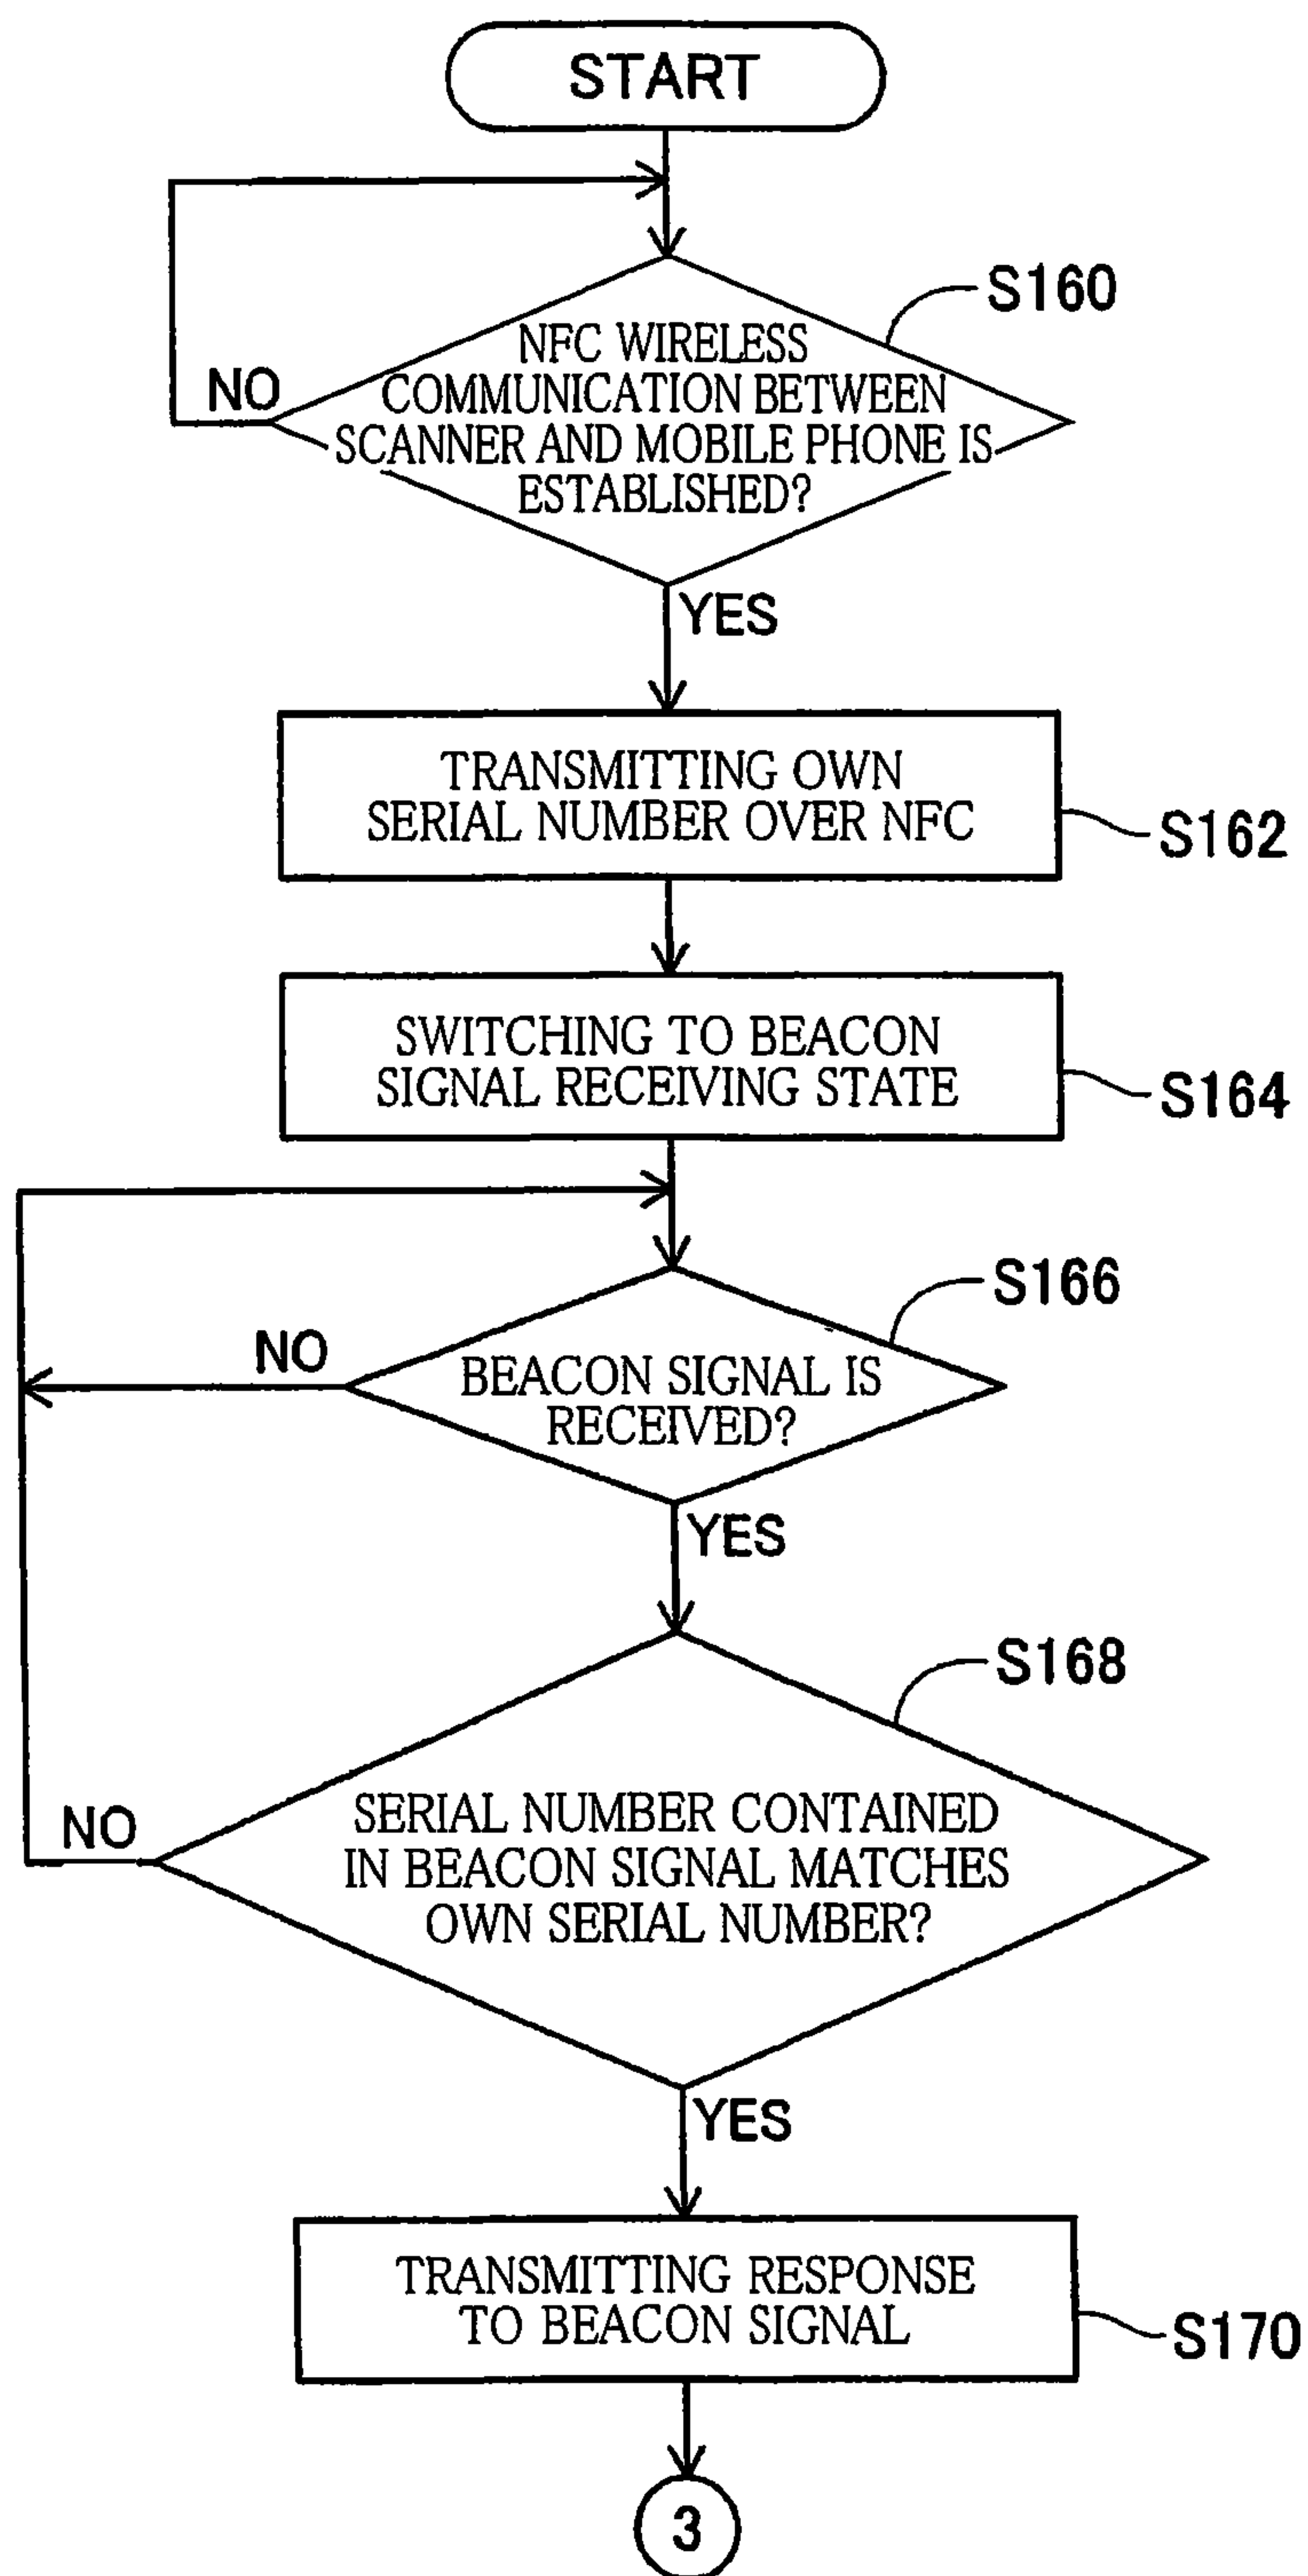 START
S160
NFC WIRELESS
COMMUNICATION BETWEEN
SCANNER AND MOBILE PHONE IS
ESTABLISHED?
NO
YES
TRANSMITTING OWN
SERIAL NUMBER OVER NFC
S162
SWITCHING TO BEACON
SIGNAL RECEIVING STATE
S164
S166
NO
BEACON SIGNAL IS
RECEIVED?
YES
S168
SERIAL NUMBER CONTAINED
IN BEACON SIGNAL MATCHES
OWN SERIAL NUMBER?
NO
YES
TRANSMITTING RESPONSE
TO BEACON SIGNAL
S170
3